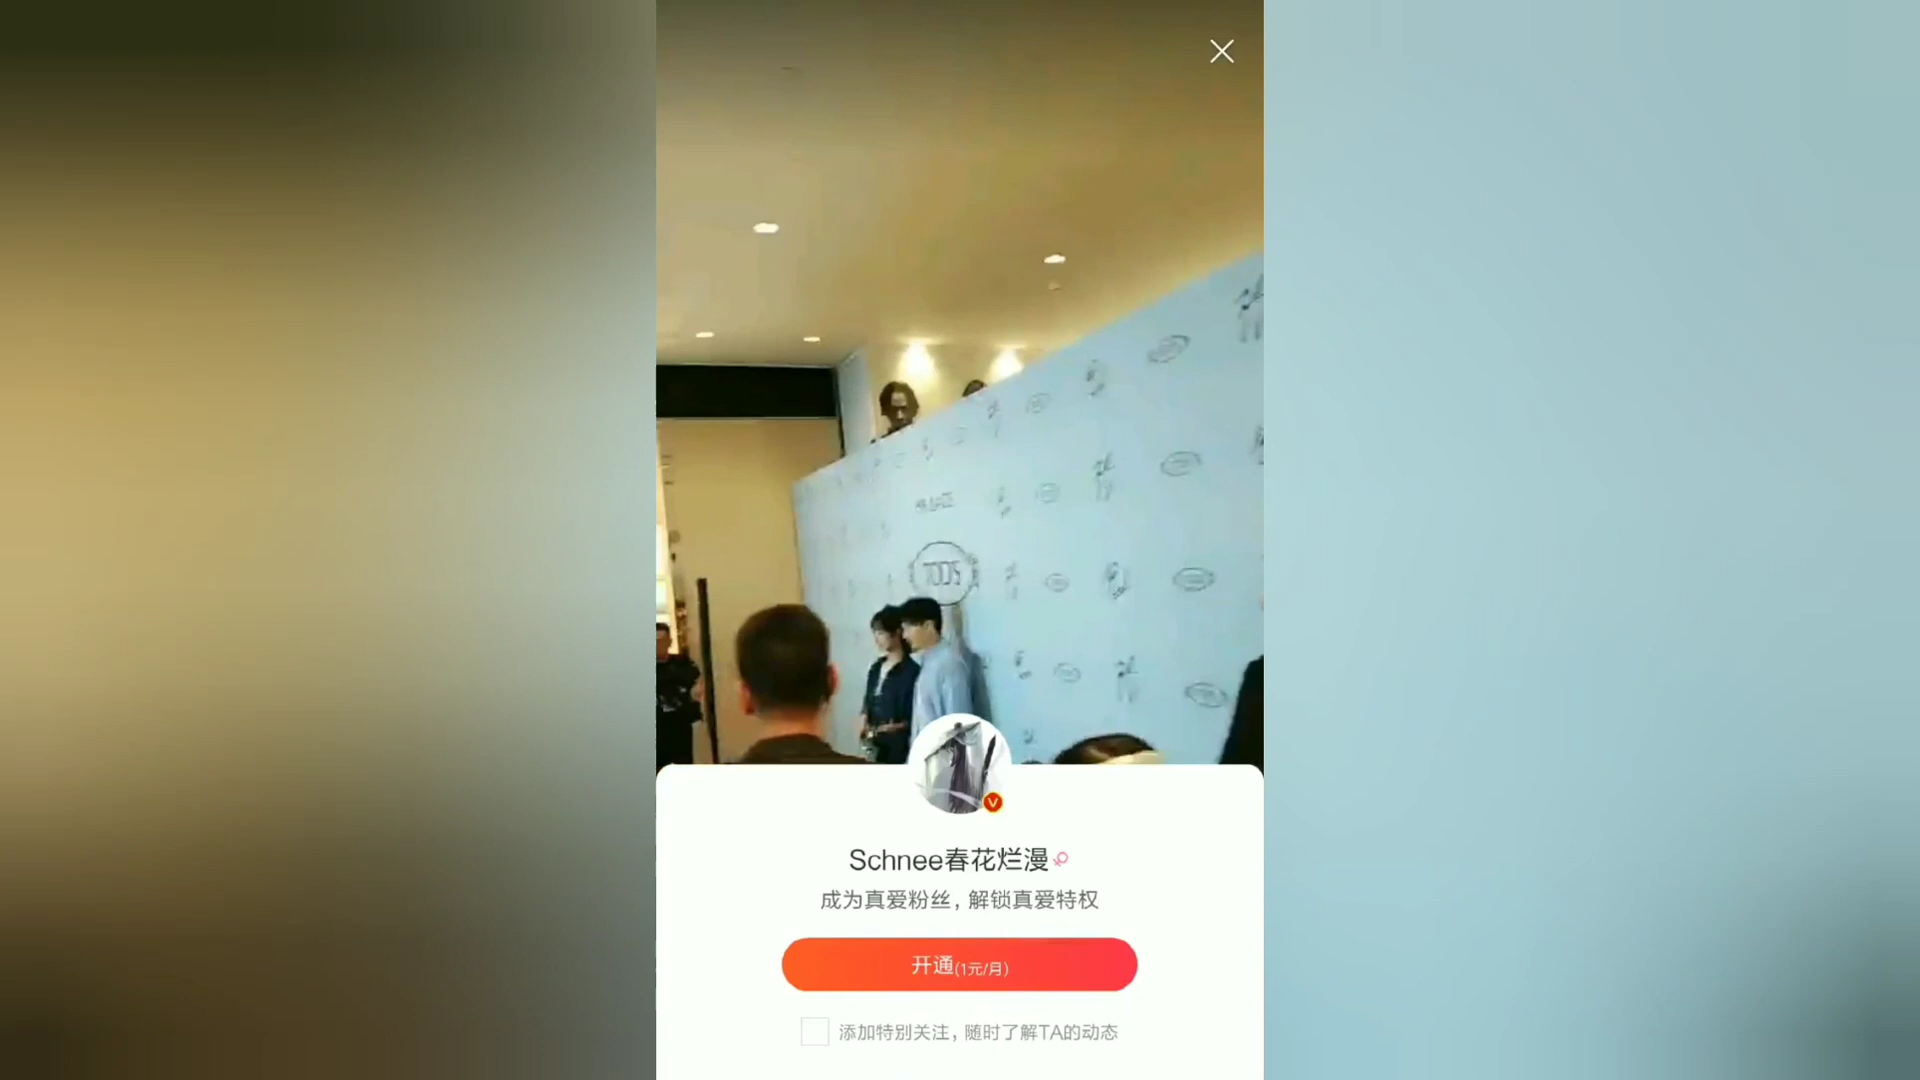 TODS
V
Schnee春花烂漫
成为真爱粉丝，解锁真爱特权
开通(1元/月)
添加特别关注，随时了解TA的动态